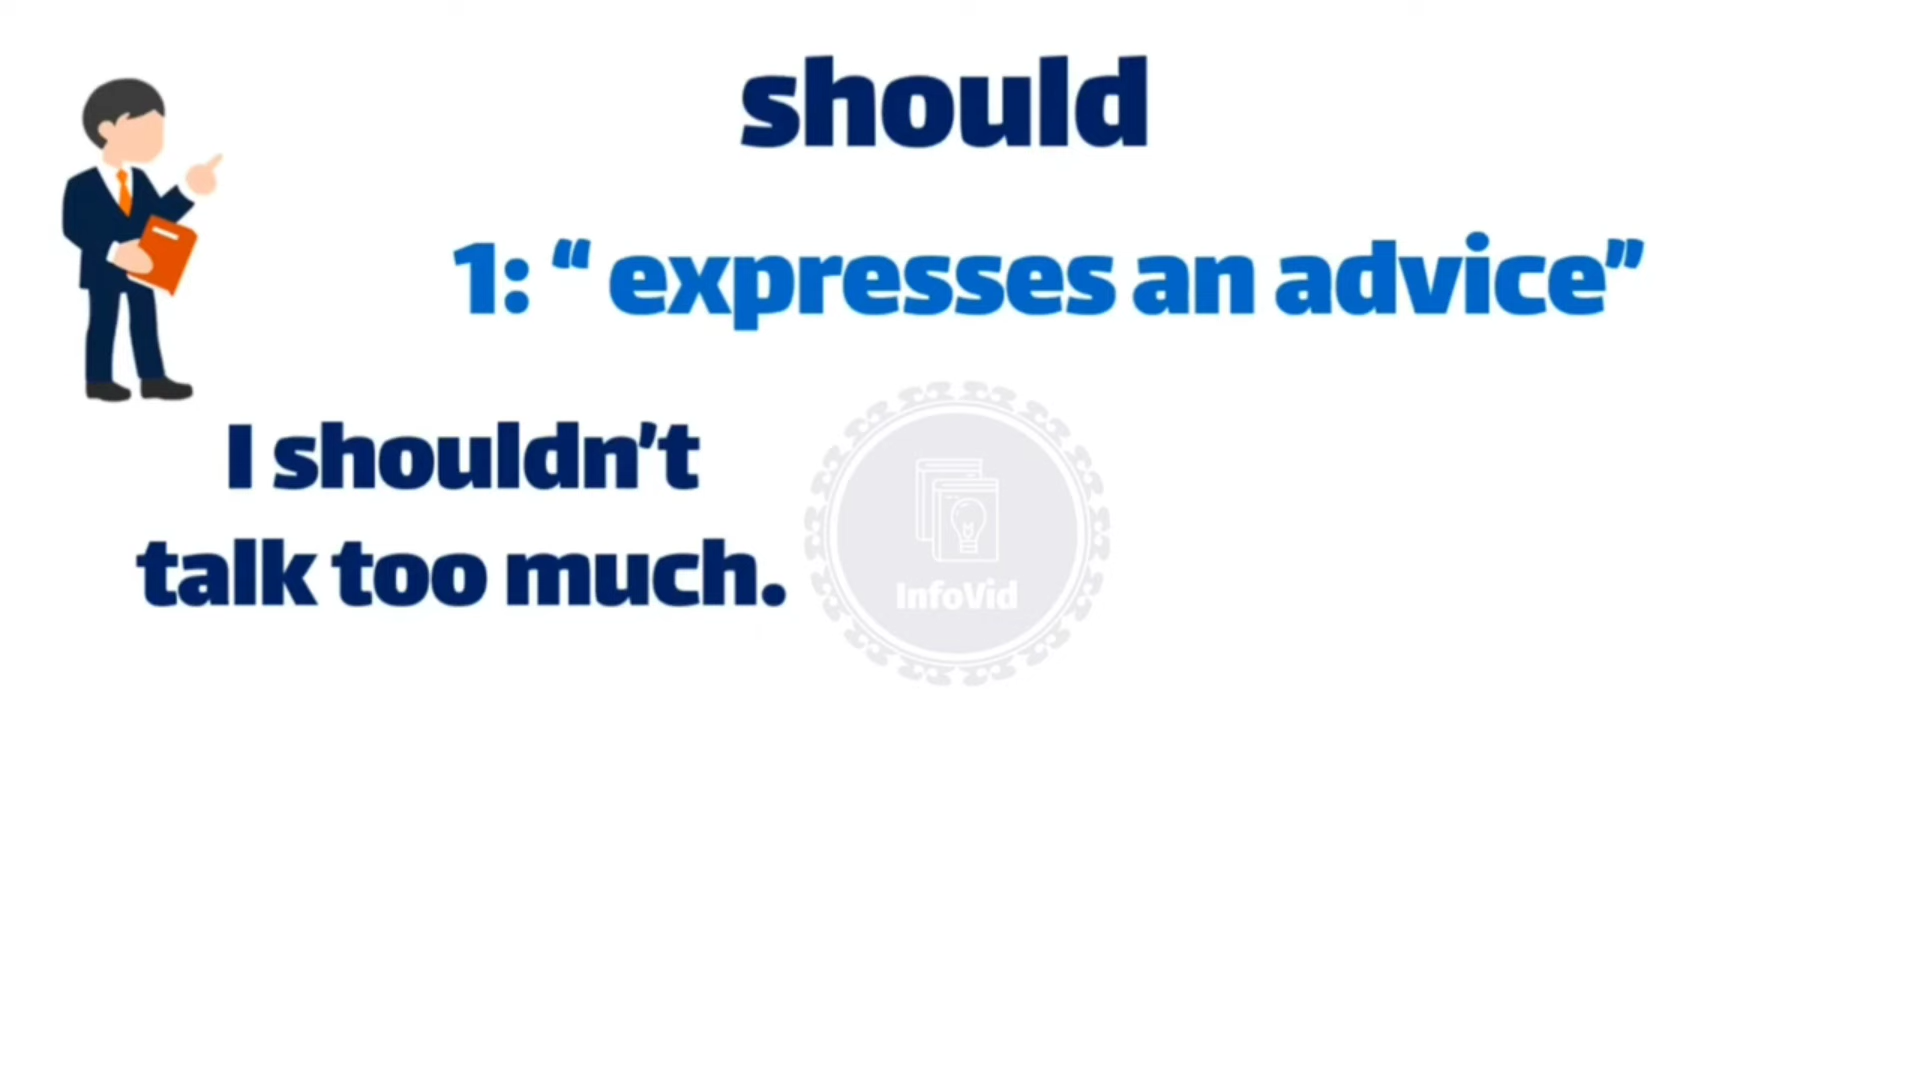 should
1: “ expresses an advice”
I shouldn’t
talk too much.
InfoVid